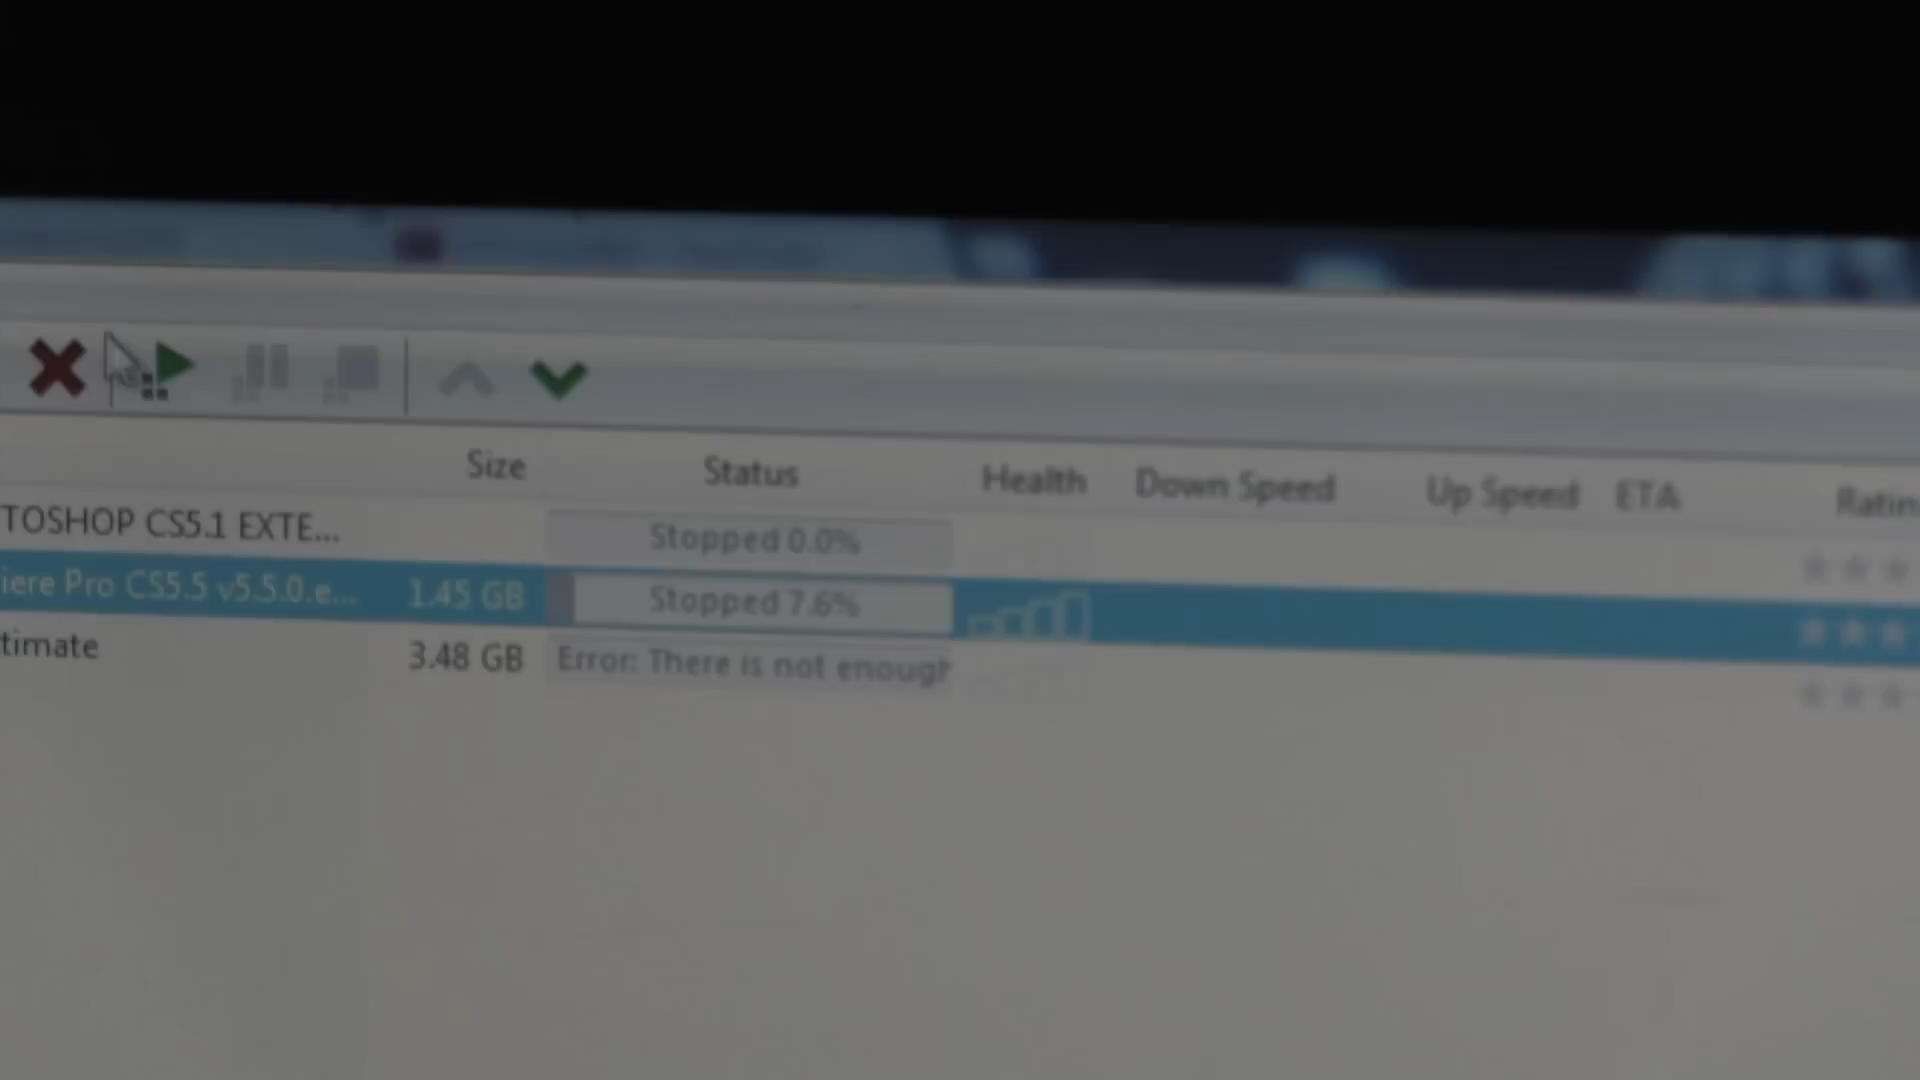 Size Status Health Down Speed Up Speed ETA Ratin
TOSHOP CS5.1 EXTE... Stopped 0.0%
iere Pro CS5.5 v5.5.0.e... 1.45 GB Stopped 7.6%
timate 3.48 GB Error: There is not enough